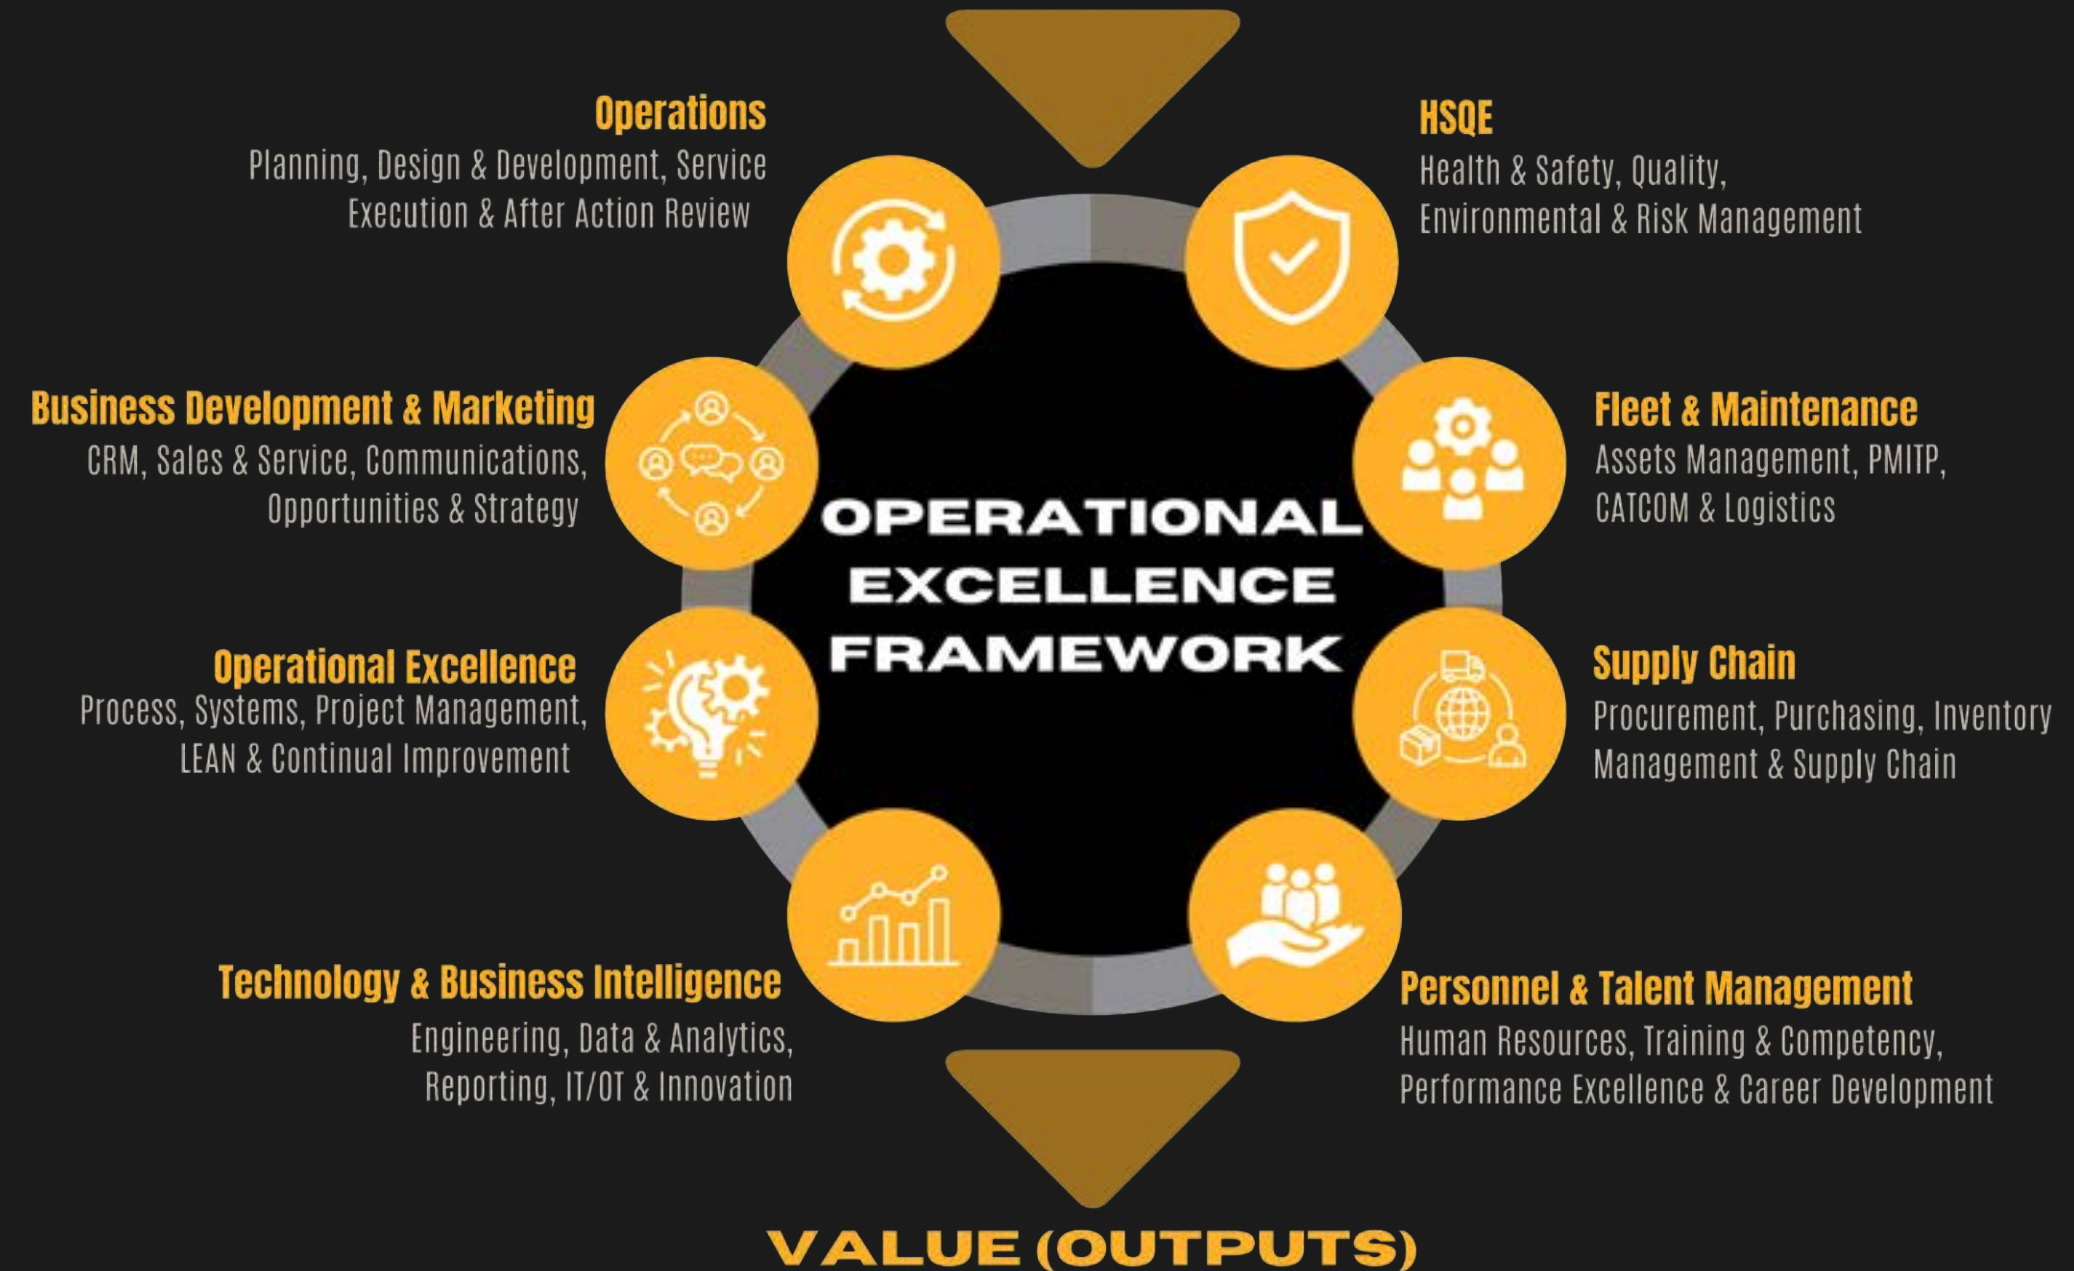 Operations
Planning, Design & Development, Service
Execution & After Action Review
HSQE
Health & Safety, Quality,
Environmental & Risk Management
Business Development & Marketing
CRM, Sales & Service, Communications,
Opportunities & Strategy
Fleet & Maintenance
Assets Management, PMITP,
CATCOM & Logistics
OPERATIONAL
EXCELLENCE
FRAMEWORK
Operational Excellence
Process, Systems, Project Management,
LEAN & Continual Improvement
Supply Chain
Procurement, Purchasing, Inventory
Management & Supply Chain
Technology & Business Intelligence
Engineering, Data & Analytics,
Reporting, IT/OT & Innovation
Personnel & Talent Management
Human Resources, Training & Competency,
Performance Excellence & Career Development
VALUE (OUTPUTS)